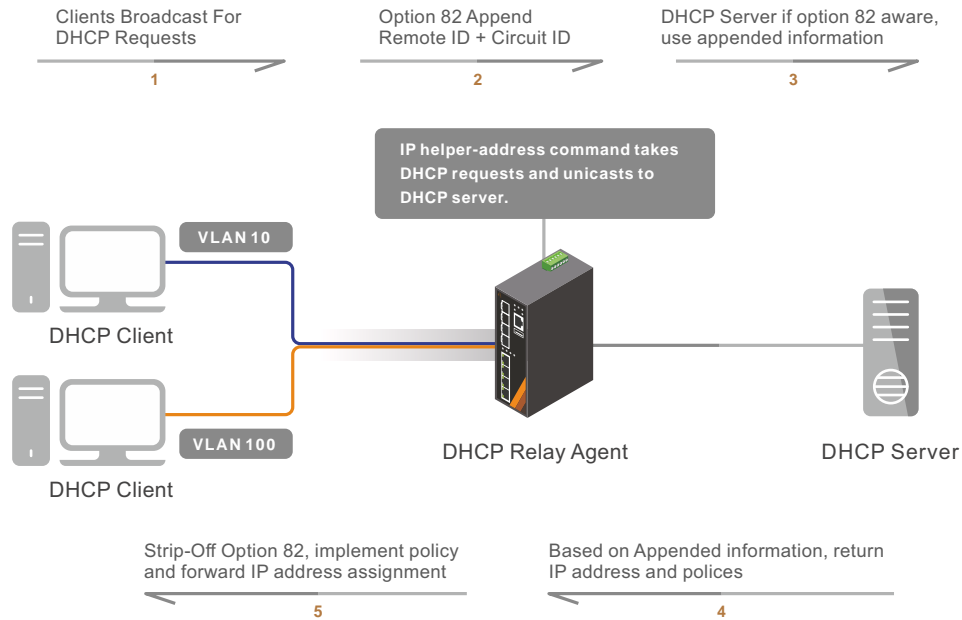 Clients Broadcast For
DHCP Requests
1
Option 82 Append
Remote ID + Circuit ID
2
DHCP Server if option 82 aware,
use appended information
3
IP helper-address command takes
DHCP requests and unicasts to
DHCP server.
VLAN 10
DHCP Client
VLAN 100
DHCP Client
DHCP Relay Agent
DHCP Server
Strip-Off Option 82, implement policy
and forward IP address assignment
5
Based on Appended information, return
IP address and polices
4